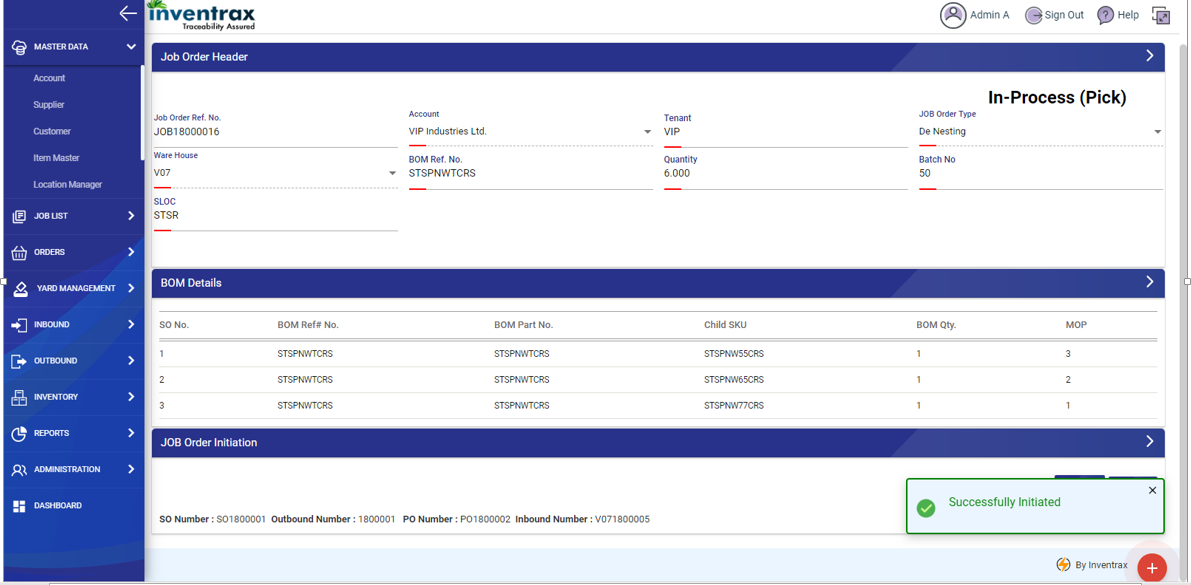 inventrax
Traceability Assured
Admin A
Sign Out
Help
MASTER DATA
Account
Supplier
Customer
Item Master
Location Manager
JOB LIST
ORDERS
YARD MANAGEMENT
INBOUND
OUTBOUND
INVENTORY
REPORTS
ADMINISTRATION
DASHBOARD
Job Order Header
In-Process (Pick)
Job Order Ref. No.
JOB18000016
Account
VIP Industries Ltd.
Tenant
VIP
JOB Order Type
De Nesting
Ware House
V07
BOM Ref. No.
STSPNWTCRS
Quantity
6.000
Batch No
50
SLOC
STSR
BOM Details
SO No. BOM Ref# No. BOM Part No. Child SKU BOM Qty. MOP
1 STSPNWTCRS STSPNWTCRS STSPNW55CRS 1 3
2 STSPNWTCRS STSPNWTCRS STSPNW65CRS 1 2
3 STSPNWTCRS STSPNWTCRS STSPNW77CRS 1 1
JOB Order Initiation
Successfully Initiated
SO Number : SO1800001 Outbound Number : 1800001 PO Number : PO1800002 Inbound Number : V071800005
By Inventrax